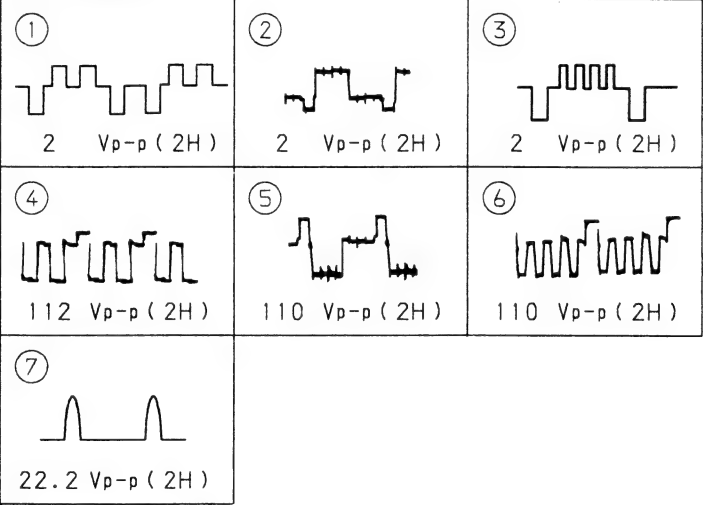 ① ② ③
2 Vp-p (2H) 2 Vp-p (2H) 2 Vp-p (2H)
④ ⑤ ⑥
112 Vp-p (2H) 110 Vp-p (2H) 110 Vp-p (2H)
⑦
22.2 Vp-p (2H)